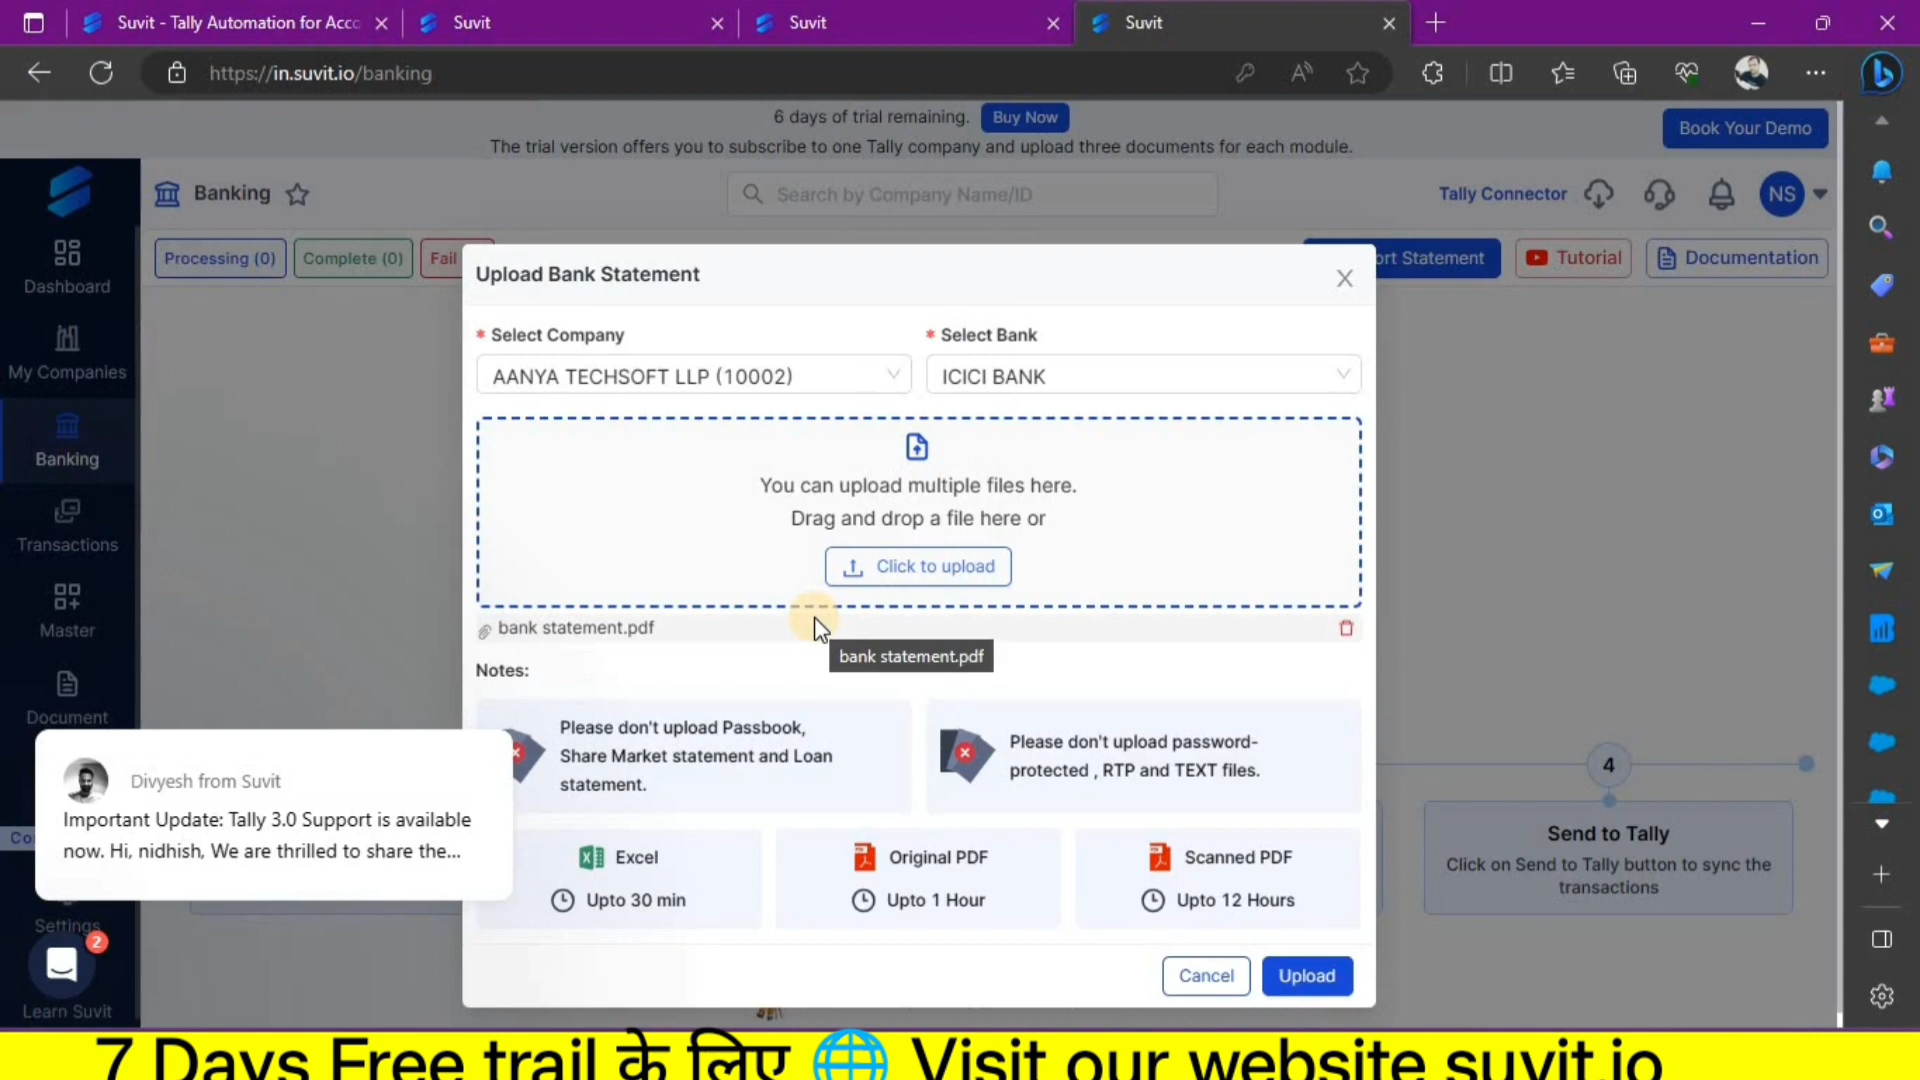 Suvit - Tally Automation for Acco
Suvit
Suvit
Suvit
https://in.suvit.io/banking
6 days of trial remaining.
Buy Now
The trial version offers you to subscribe to one Tally company and upload three documents for each module.
Book Your Demo
Banking
Search by Company Name/ID
Tally Connector
NS
Processing (0)
Complete (0)
Fail
ort Statement
Tutorial
Documentation
Dashboard
My Companies
Banking
Transactions
Master
Document
Settings
Learn Suvit
2
Upload Bank Statement
* Select Company
* Select Bank
AANYA TECHSOFT LLP (10002)
ICICI BANK
You can upload multiple files here.
Drag and drop a file here or
Click to upload
bank statement.pdf
bank statement.pdf
Notes:
Please don't upload Passbook,
Share Market statement and Loan
statement.
Please don't upload password-
protected , RTP and TEXT files.
Excel
Upto 30 min
Original PDF
Upto 1 Hour
Scanned PDF
Upto 12 Hours
Cancel
Upload
Divyesh from Suvit
Important Update: Tally 3.0 Support is available
now. Hi, nidhish, We are thrilled to share the...
Co
4
Send to Tally
Click on Send to Tally button to sync the
transactions
7 Days Free trail के लिए 🌐 Visit our website suvit.io